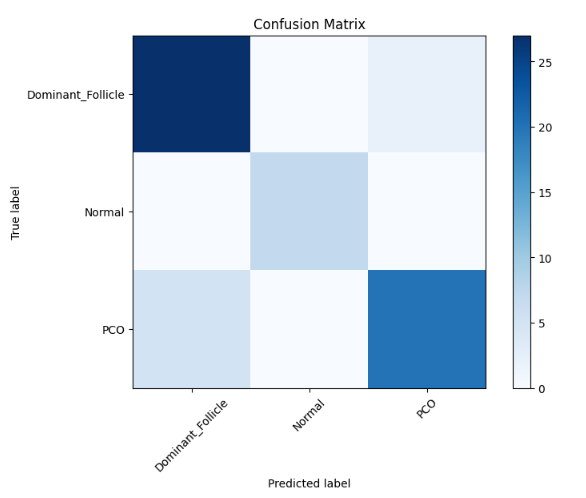 Confusion Matrix
Dominant_Follicle
Normal
PCO
True label
Dominant_Follicle
Normal
PCO
Predicted label
25
20
15
10
5
0